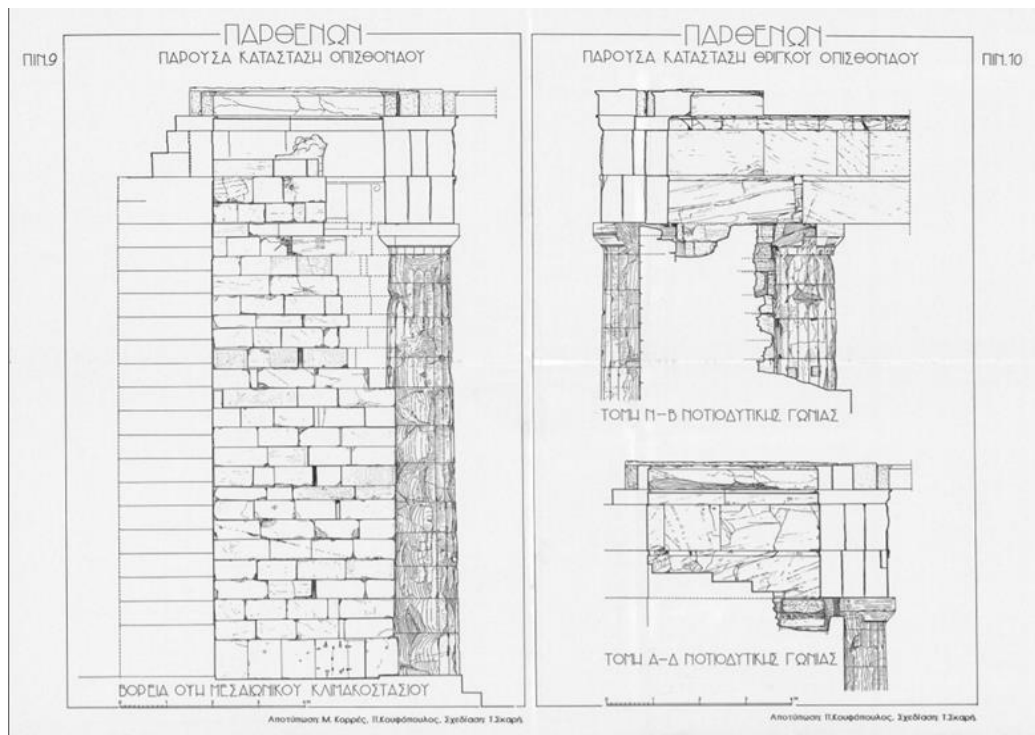 ΠΙΝ.9
ΠΑΡΘΕΝΩΝ
ΠΑΡΟΥΣΑ ΚΑΤΑΣΤΑΣΗ ΟΠΙΣΘΟΝΑΟΥ
ΒΟΡΕΙΑ ΟΨΗ ΜΕΣΑΙΩΝΙΚΟΥ ΚΛΙΜΑΚΟΣΤΑΣΙΟΥ
Αποτύπωση: Μ. Κορρές, Π.Κουφόπουλος, Σχεδίαση: Τ.Σκαρή.
ΠΑΡΘΕΝΩΝ
ΠΑΡΟΥΣΑ ΚΑΤΑΣΤΑΣΗ ΘΡΙΓΚΟΥ ΟΠΙΣΘΟΝΑΟΥ
ΠΙΝ.10
ΤΟΜΗ Ν-Β ΝΟΤΙΟΔΥΤΙΚΗΣ ΓΩΝΙΑΣ
ΤΟΜΗ Α-Δ ΝΟΤΙΟΔΥΤΙΚΗΣ ΓΩΝΙΑΣ
Αποτύπωση: Π.Κουφόπουλος, Σχεδίαση: Τ.Σκαρή.